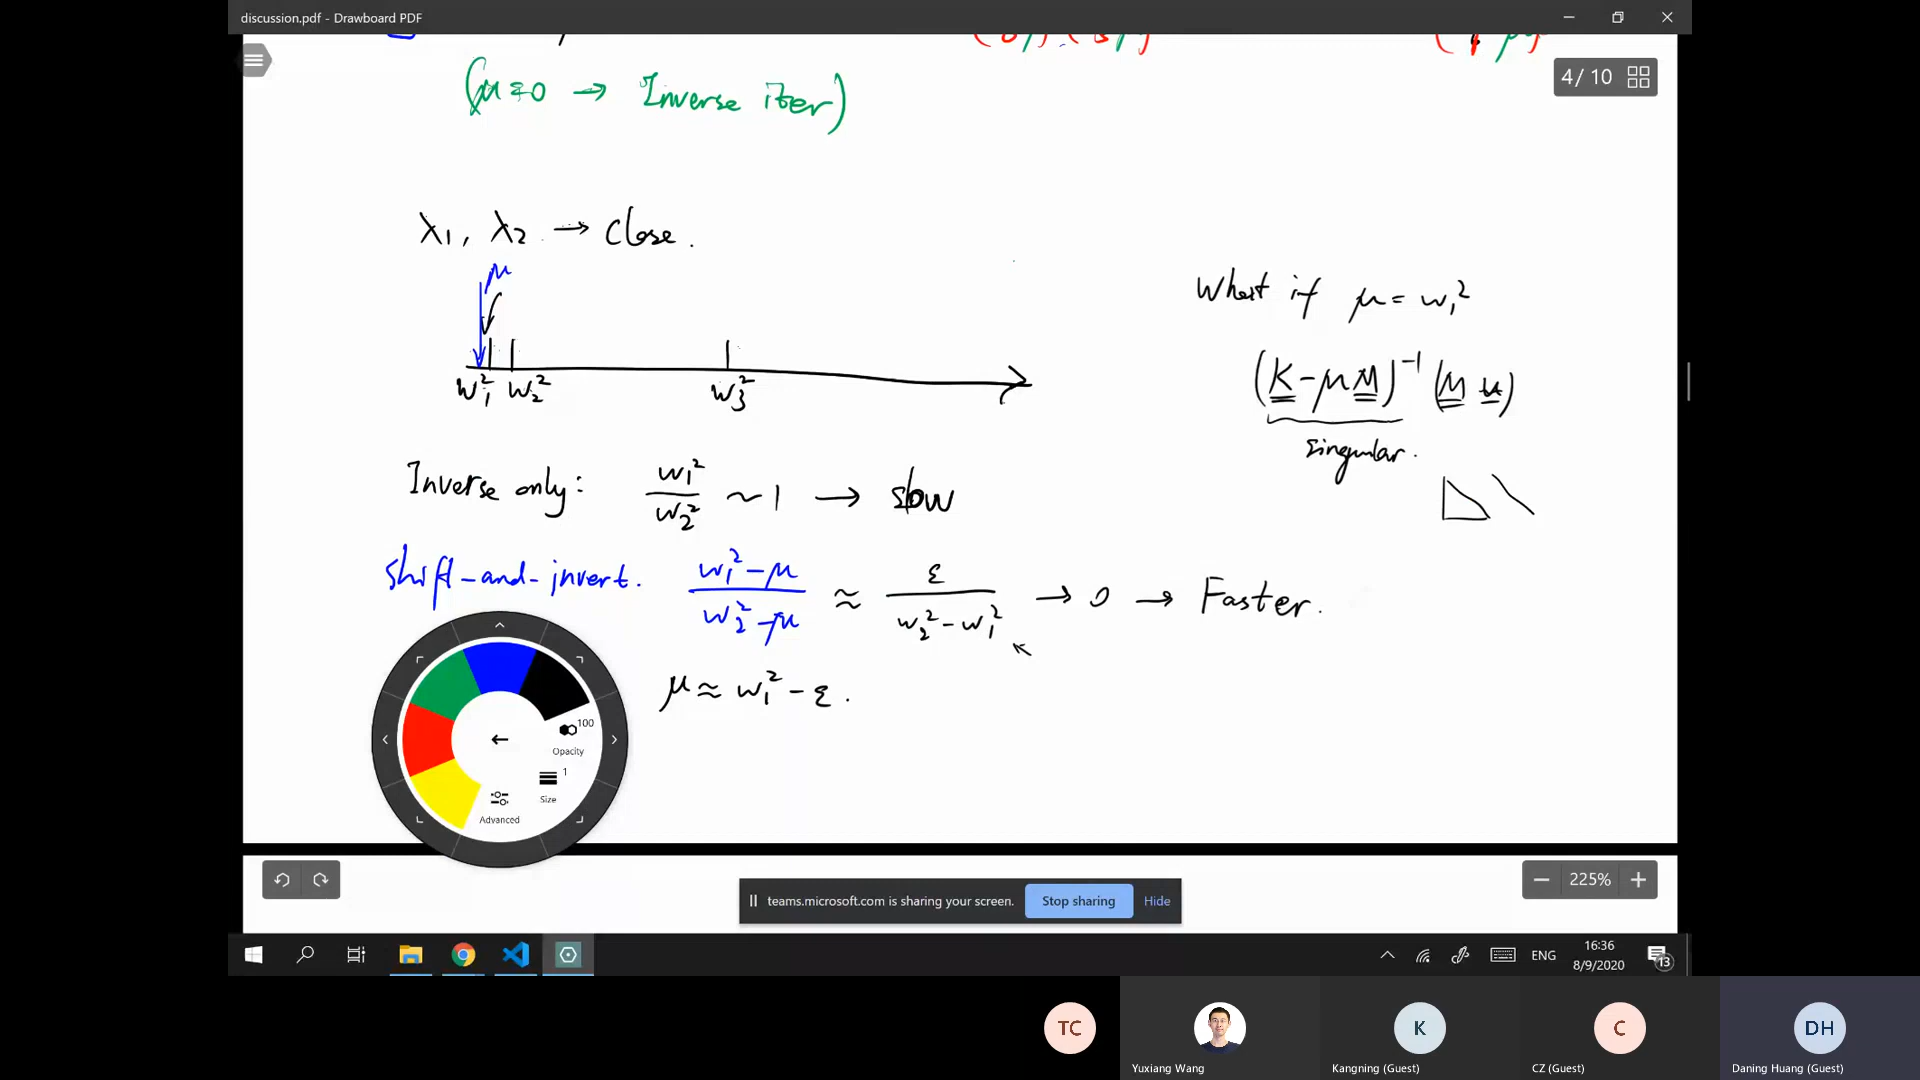 discussion.pdf - Drawboard PDF
4 / 10
(μ=0 → Inverse iter)
λ1, λ2 → close.
μ
w1² w2² w3²
What if μ = w1²
(K - μM)⁻¹ (M u)
singular.
Inverse only: w1²/w2² ~ 1 → slow
shift-and-invert. (w1² - μ)/(w2² - μ) ≈ ε/(w2² - w1²) → 0 → Faster.
μ ≈ w1² - ε.
100
Opacity
1
Size
Advanced
225%
teams.microsoft.com is sharing your screen. Stop sharing Hide
ENG
16:36
8/9/2020
13
TC
K
C
DH
Yuxiang Wang
Kangning (Guest)
CZ (Guest)
Daning Huang (Guest)